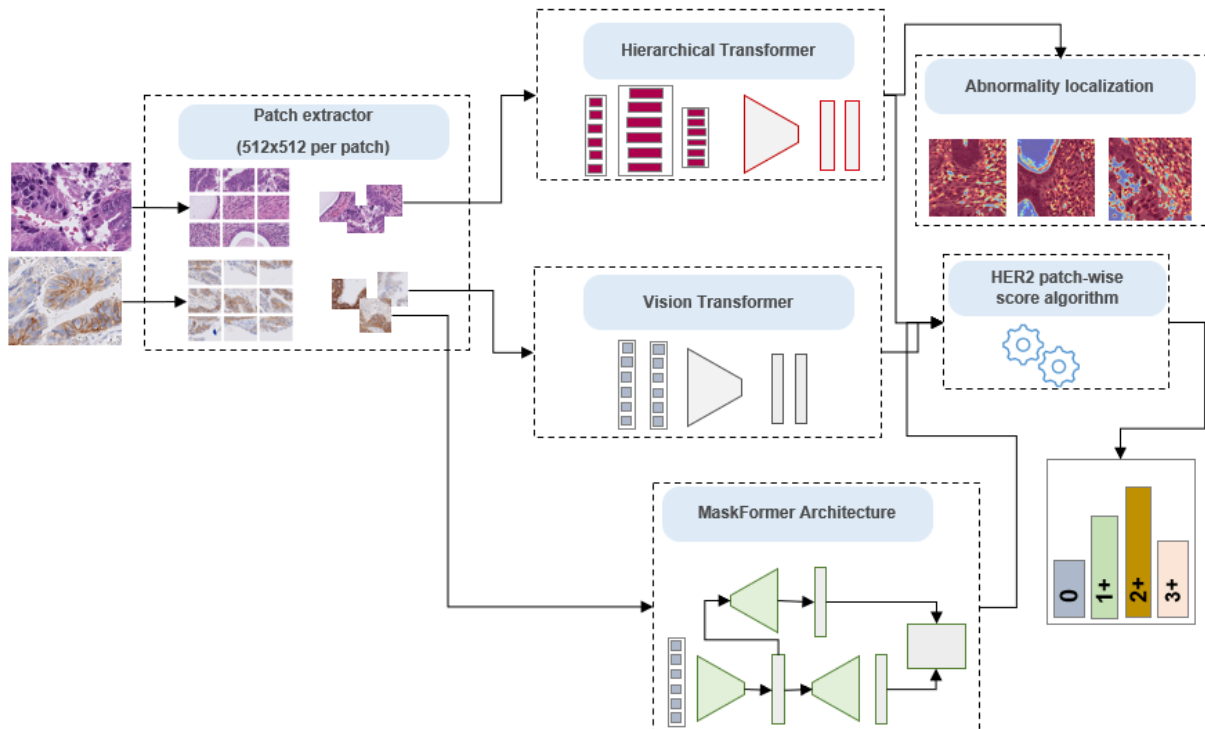 Hierarchical Transformer
Abnormality localization
Patch extractor
(512x512 per patch)
Vision Transformer
HER2 patch-wise
score algorithm
MaskFormer Architecture
0
1+
2+
3+